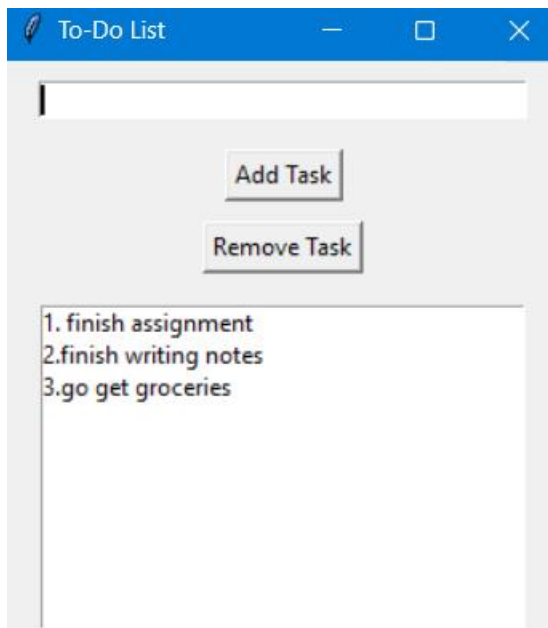 To-Do List
Add Task
Remove Task
1. finish assignment
2.finish writing notes
3.go get groceries